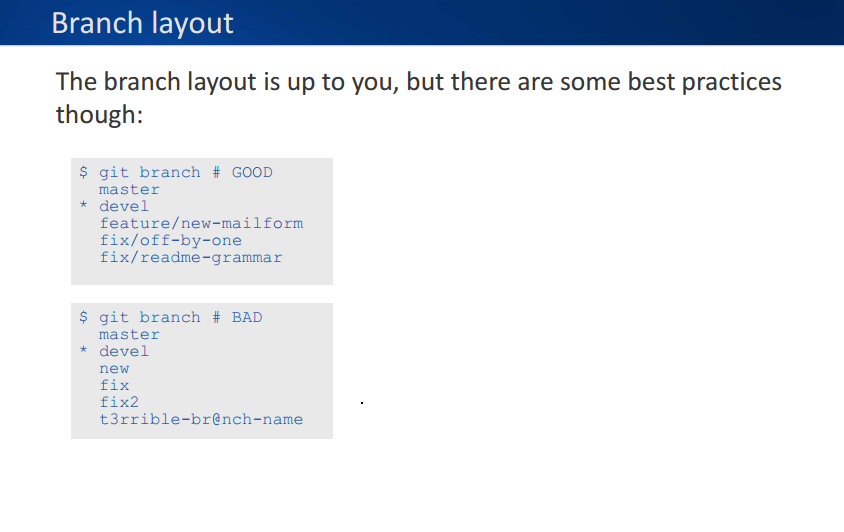 Branch layout
The branch layout is up to you, but there are some best practices
though:
$ git branch # GOOD
  master
* devel
  feature/new-mailform
  fix/off-by-one
  fix/readme-grammar
$ git branch # BAD
  master
* devel
  new
  fix
  fix2
  t3rrible-br@nch-name
.